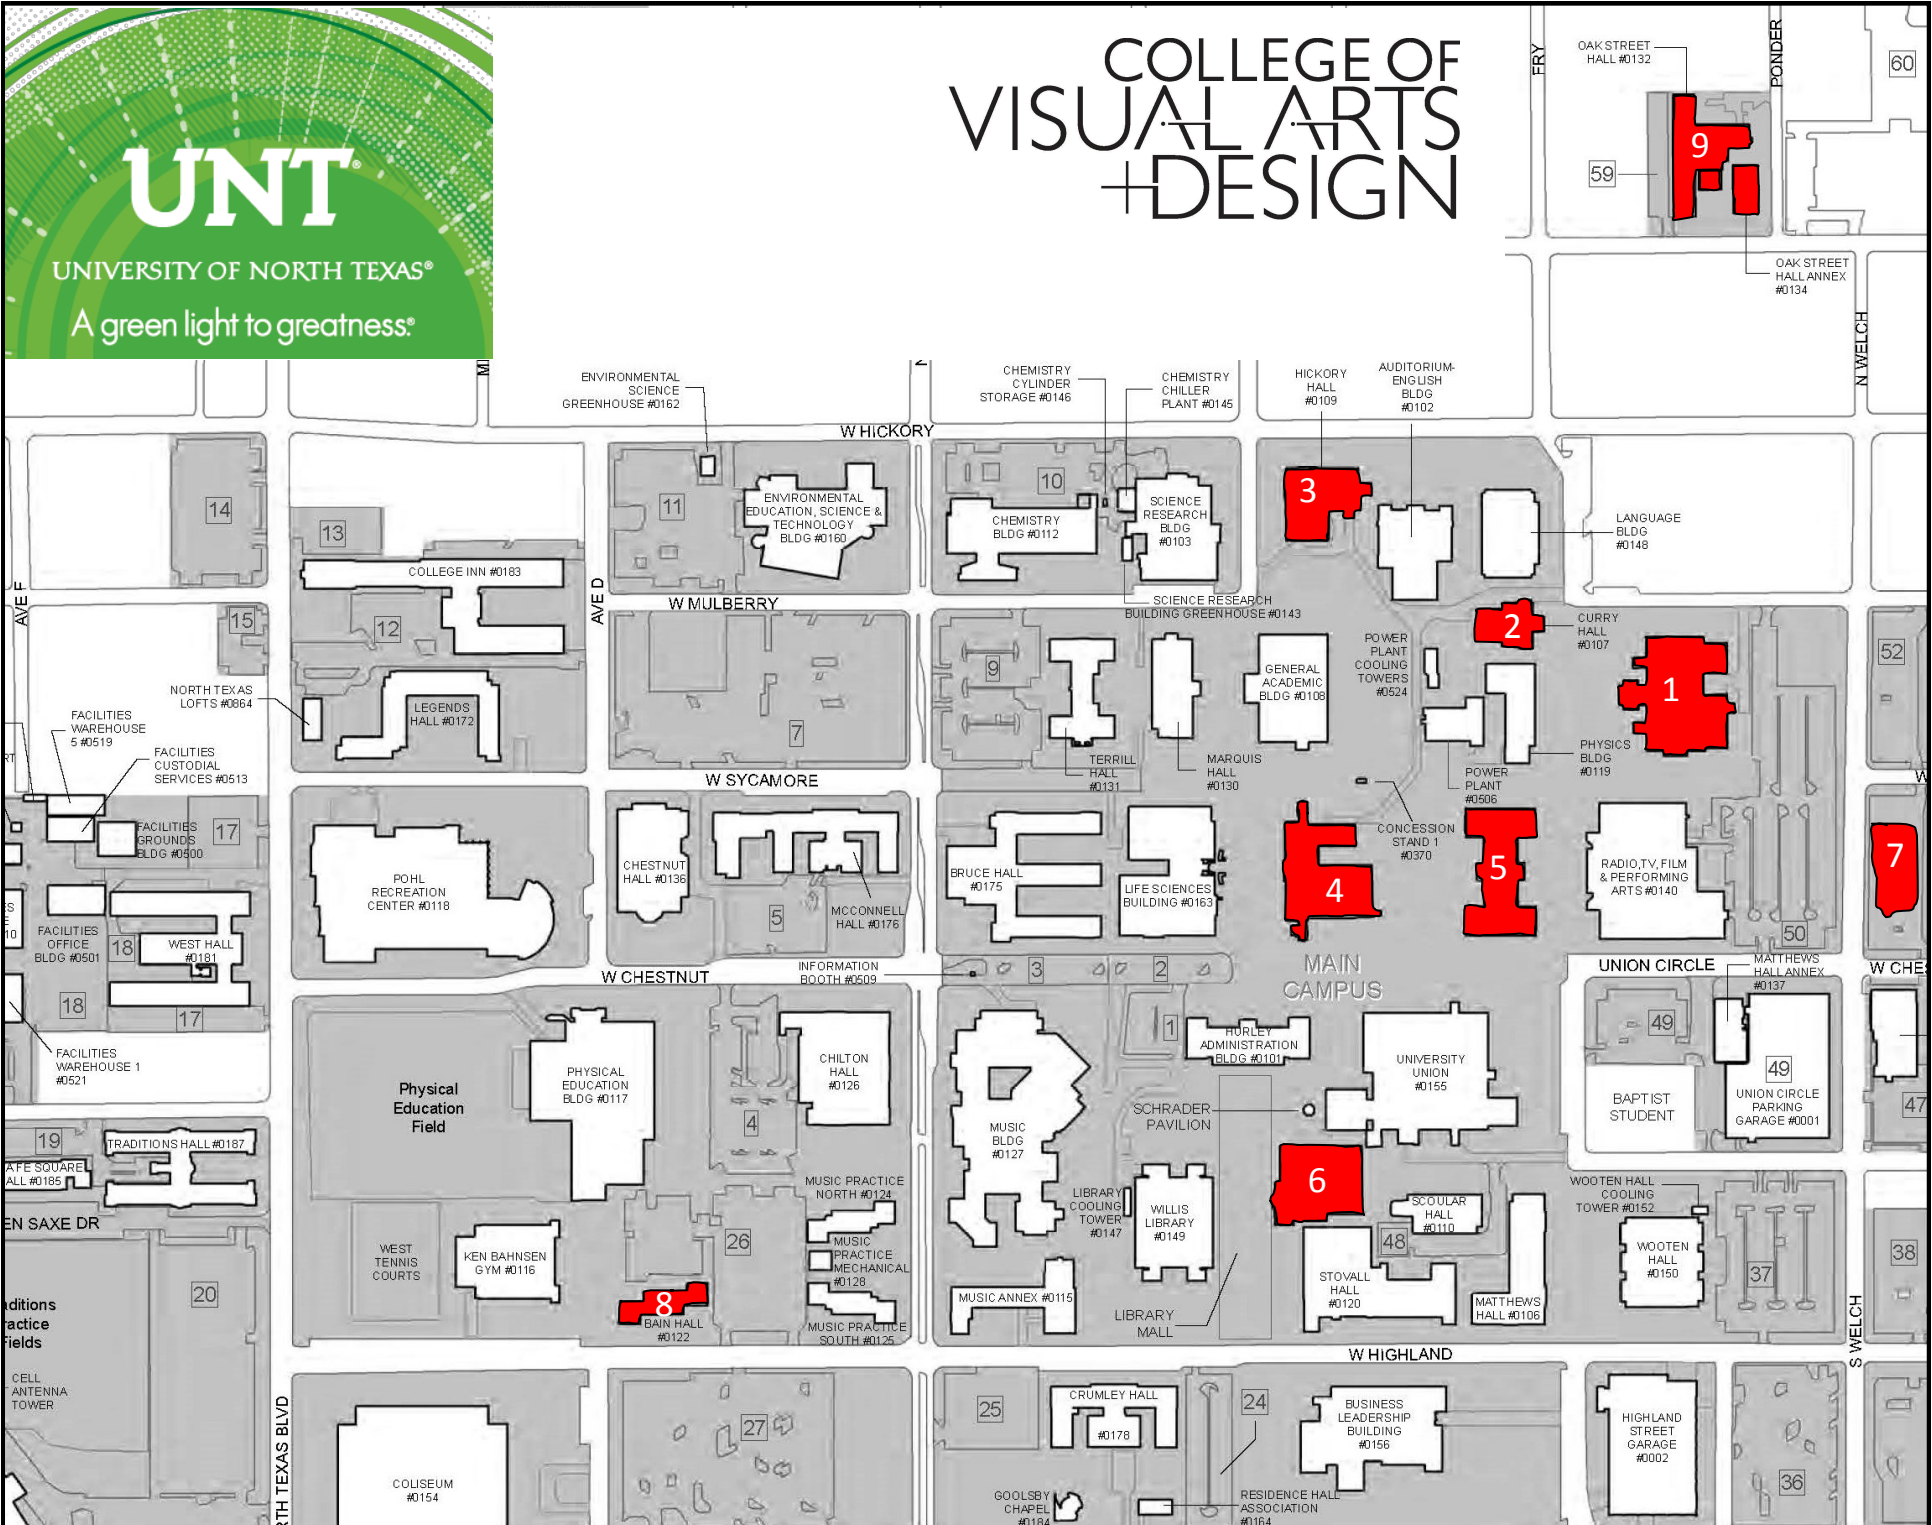 UNT®
UNIVERSITY OF NORTH TEXAS®
A green light to greatness.®
COLLEGE OF
VISUAL ARTS
+DESIGN
FRY
OAK STREET
HALL #0132
PONDER
60
9
59
OAK STREET
HALL ANNEX
#0134
N WELCH
ENVIRONMENTAL
SCIENCE
GREENHOUSE #0162
CHEMISTRY
CYLINDER
STORAGE #0146
CHEMISTRY
CHILLER
PLANT #0145
HICKORY
HALL
#0109
AUDITORIUM-
ENGLISH
BLDG
#0102
W HICKORY
14
13
11
ENVIRONMENTAL
EDUCATION, SCIENCE &
TECHNOLOGY
BLDG #0160
10
CHEMISTRY
BLDG #0112
SCIENCE
RESEARCH
BLDG
#0103
3
LANGUAGE
BLDG
#0148
COLLEGE INN #0183
AVE F
AVE D
W MULBERRY
SCIENCE RESEARCH
BUILDING GREENHOUSE #0143
15
12
2
CURRY
HALL
#0107
POWER
PLANT
COOLING
TOWERS
#0524
52
NORTH TEXAS
LOFTS #0864
LEGENDS
HALL #0172
7
9
GENERAL
ACADEMIC
BLDG #0108
1
FACILITIES
WAREHOUSE
5 #0519
FACILITIES
CUSTODIAL
SERVICES #0513
TERRILL
HALL
#0131
MARQUIS
HALL
#0130
PHYSICS
BLDG
#0119
POWER
PLANT
#0506
W SYCAMORE
FACILITIES
GROUNDS
BLDG #0500
17
POHL
RECREATION
CENTER #0118
CHESTNUT
HALL #0136
MCCONNELL
HALL #0176
5
BRUCE HALL
#0175
LIFE SCIENCES
BUILDING #0163
4
CONCESSION
STAND 1
#0370
5
RADIO,TV, FILM
& PERFORMING
ARTS #0140
7
50
FACILITIES
OFFICE
BLDG #0501
18
WEST HALL
#0181
18
17
FACILITIES
WAREHOUSE 1
#0521
W CHESTNUT
INFORMATION
BOOTH #0509
3
2
MAIN
CAMPUS
UNION CIRCLE
MATTHEWS
HALL ANNEX
#0137
W CHES
Physical
Education
Field
PHYSICAL
EDUCATION
BLDG #0117
4
CHILTON
HALL
#0126
MUSIC
BLDG
#0127
1
HURLEY
ADMINISTRATION
BLDG #0101
UNIVERSITY
UNION
#0155
49
49
UNION CIRCLE
PARKING
GARAGE #0001
BAPTIST
STUDENT
47
SCHRADER
PAVILION
19
TRADITIONS HALL #0187
AFE SQUARE
ALL #0185
EN SAXE DR
MUSIC PRACTICE
NORTH #0124
LIBRARY
COOLING
TOWER
#0147
WILLIS
LIBRARY
#0149
6
SCOULAR
HALL
#0110
WOOTEN HALL
COOLING
TOWER #0152
WEST
TENNIS
COURTS
KEN BAHNSEN
GYM #0116
26
MUSIC
PRACTICE
MECHANICAL
#0128
48
WOOTEN
HALL
#0150
37
38
20
aditions
ractice
Fields
8
BAIN HALL
#0122
MUSIC PRACTICE
SOUTH #0125
MUSIC ANNEX #0115
LIBRARY
MALL
STOVALL
HALL
#0120
MATTHEWS
HALL #0106
S WELCH
W HIGHLAND
CELL
ANTENNA
TOWER
RTH TEXAS BLVD
COLISEUM
#0154
27
25
CRUMLEY HALL
#0178
24
BUSINESS
LEADERSHIP
BUILDING
#0156
HIGHLAND
STREET
GARAGE
#0002
36
GOOLSBY
CHAPEL
#0184
RESIDENCE HALL
ASSOCIATION
#0164